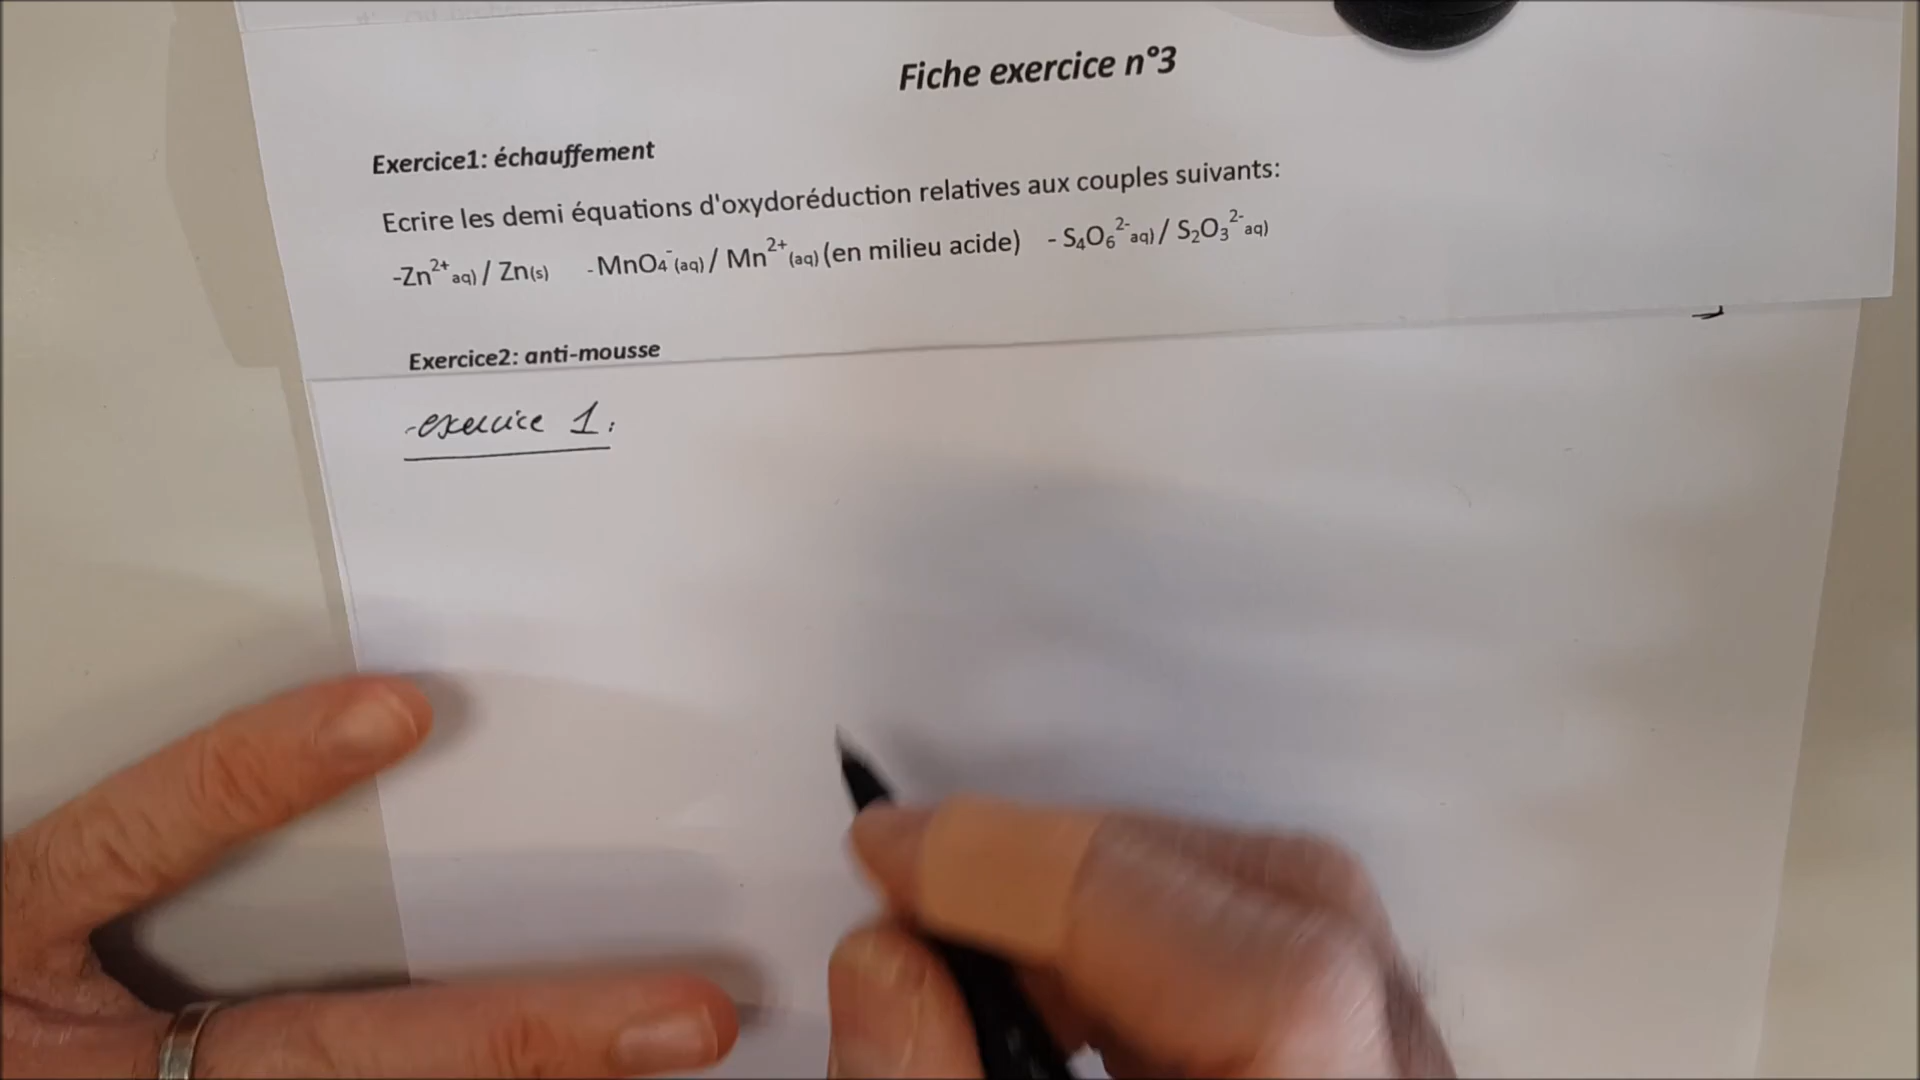 Fiche exercice n°3
Exercice1: échauffement
Ecrire les demi équations d'oxydoréduction relatives aux couples suivants:
-Zn²⁺aq) / Zn(s) -MnO₄⁻(aq) / Mn²⁺(aq) (en milieu acide) - S₄O₆²⁻aq) / S₂O₃²⁻aq)
Exercice2: anti-mousse
-exercice 1: